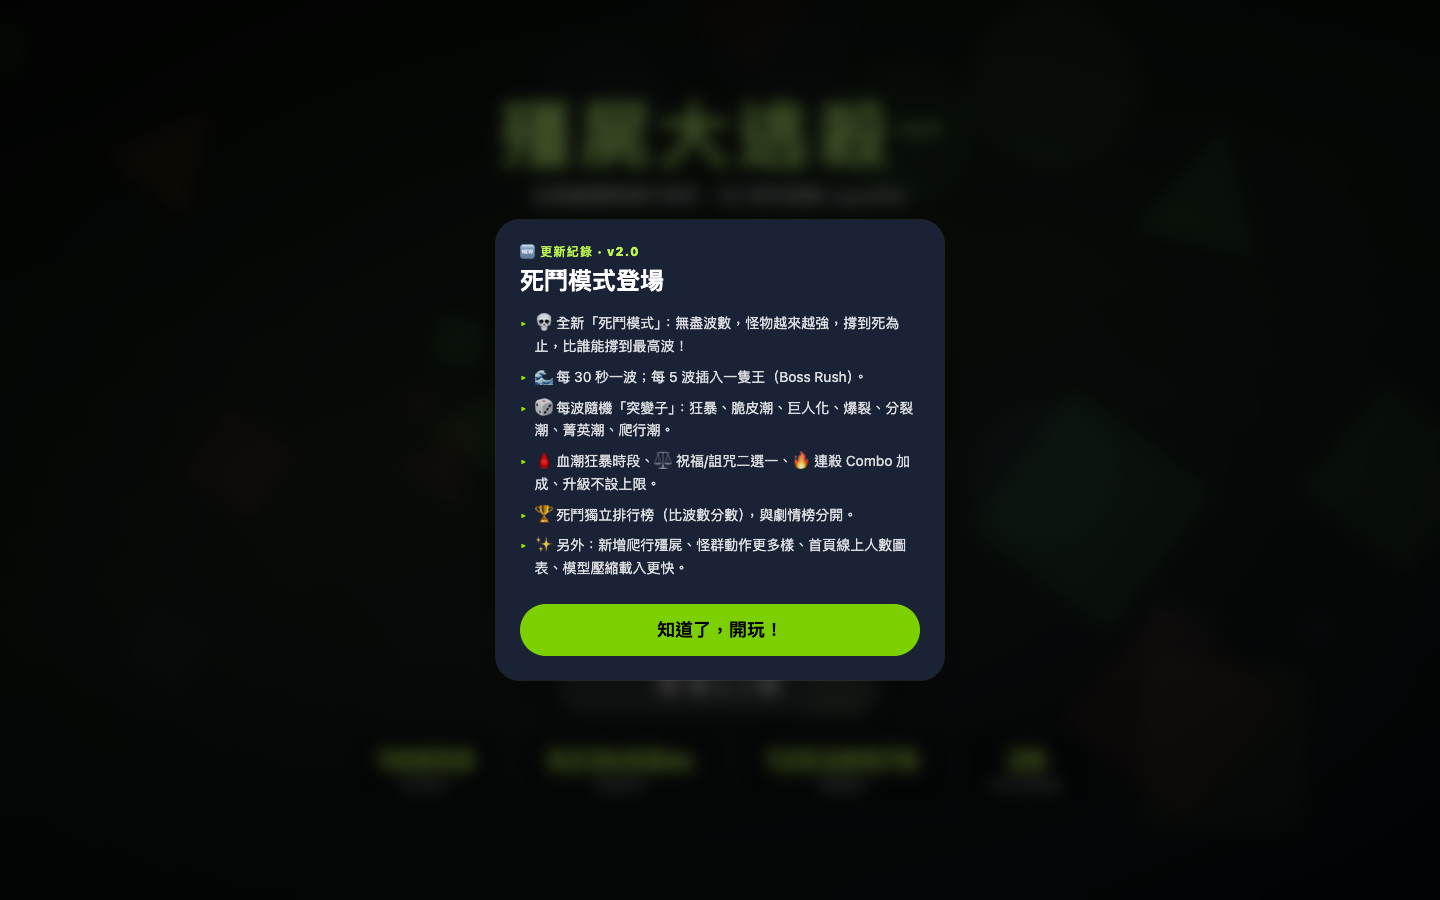 殭屍大逃殺
🆕 更新紀錄・v2.0
死鬥模式登場
▸ 💀 全新「死鬥模式」：無盡波數，怪物越來越強，撐到死為
止，比誰能撐到最高波！
▸ 🌊 每 30 秒一波；每 5 波插入一隻王（Boss Rush）。
▸ 🎲 每波隨機「突變子」：狂暴、脆皮潮、巨人化、爆裂、分裂
潮、菁英潮、爬行潮。
▸ 🩸 血潮狂暴時段、⚖️ 祝福/詛咒二選一、🔥 連殺 Combo 加
成、升級不設上限。
▸ 🏆 死鬥獨立排行榜（比波數分數），與劇情榜分開。
▸ ✨ 另外：新增爬行殭屍、怪群動作更多樣、首頁線上人數圖
表、模型壓縮載入更快。
知道了，開玩！